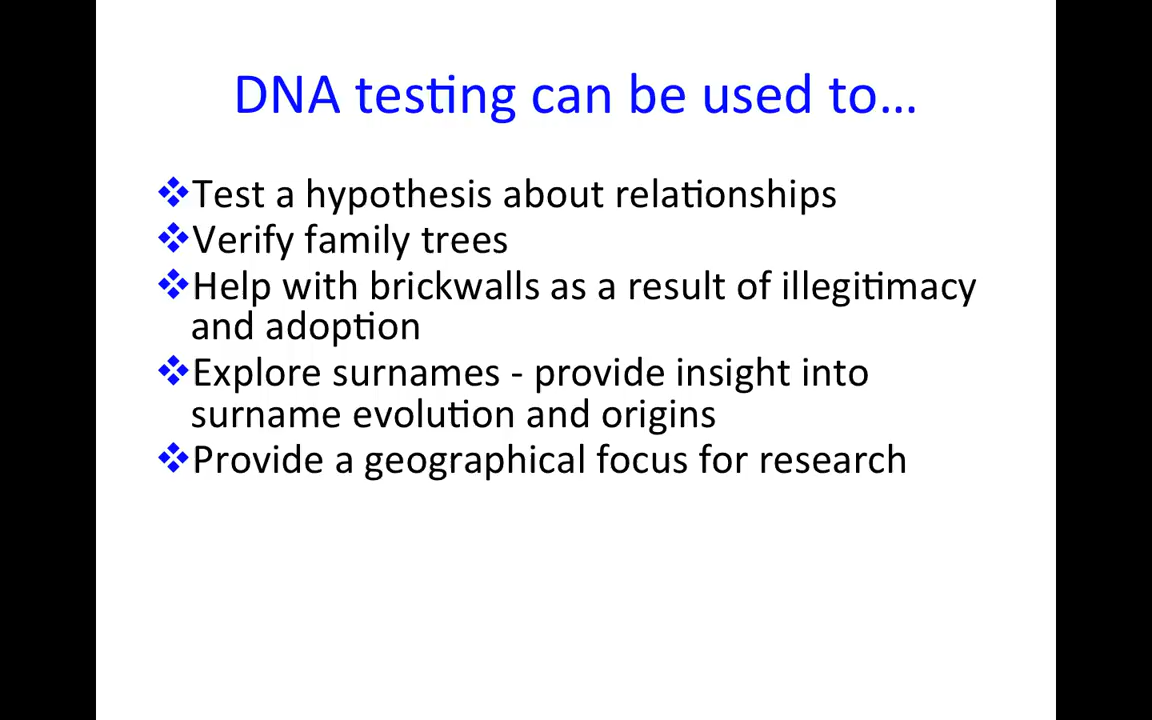 DNA testing can be used to...
❖Test a hypothesis about relationships
❖Verify family trees
❖Help with brickwalls as a result of illegitimacy
and adoption
❖Explore surnames - provide insight into
surname evolution and origins
❖Provide a geographical focus for research